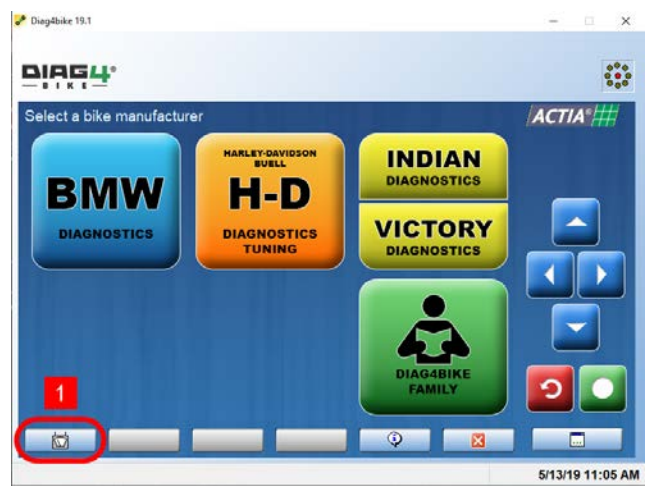 Diag4bike 19.1
DIAG4®
BIKE
Select a bike manufacturer
ACTIA®
BMW
DIAGNOSTICS
HARLEY-DAVIDSON
BUELL
H-D
DIAGNOSTICS
TUNING
INDIAN
DIAGNOSTICS
VICTORY
DIAGNOSTICS
DIAG4BIKE
FAMILY
1
5/13/19 11:05 AM